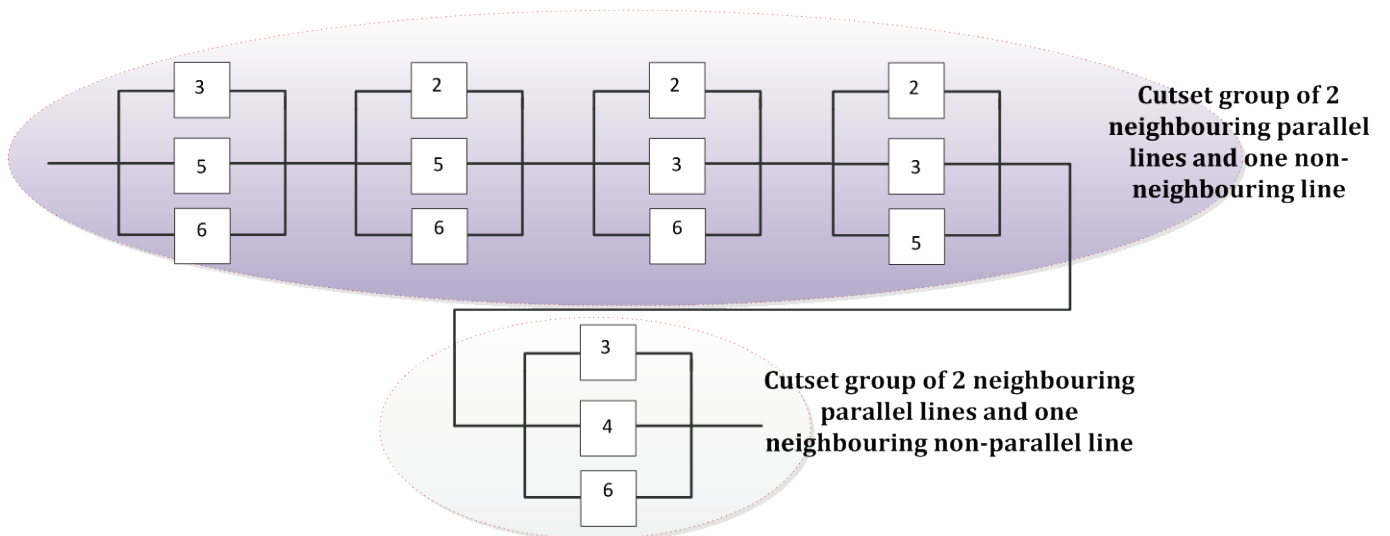 3
5
6
2
5
6
2
3
6
2
3
5
Cutset group of 2
neighbouring parallel
lines and one non-
neighbouring line
3
4
6
Cutset group of 2 neighbouring
parallel lines and one
neighbouring non-parallel line